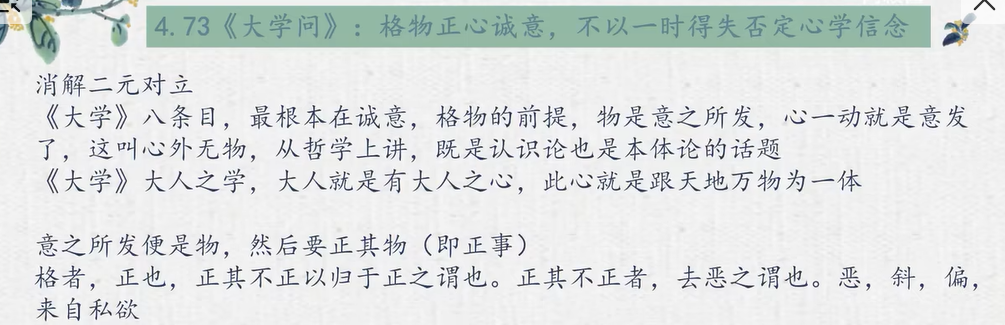 4.73《大学问》：格物正心诚意，不以一时得失否定心学信念
消解二元对立
《大学》八条目，最根本在诚意，格物的前提，物是意之所发，心一动就是意发
了，这叫心外无物，从哲学上讲，既是认识论也是本体论的话题
《大学》大人之学，大人就是有大人之心，此心就是跟天地万物为一体
意之所发便是物，然后要正其物（即正事）
格者，正也，正其不正以归于正之谓也。正其不正者，去恶之谓也。恶，斜，偏，
来自私欲